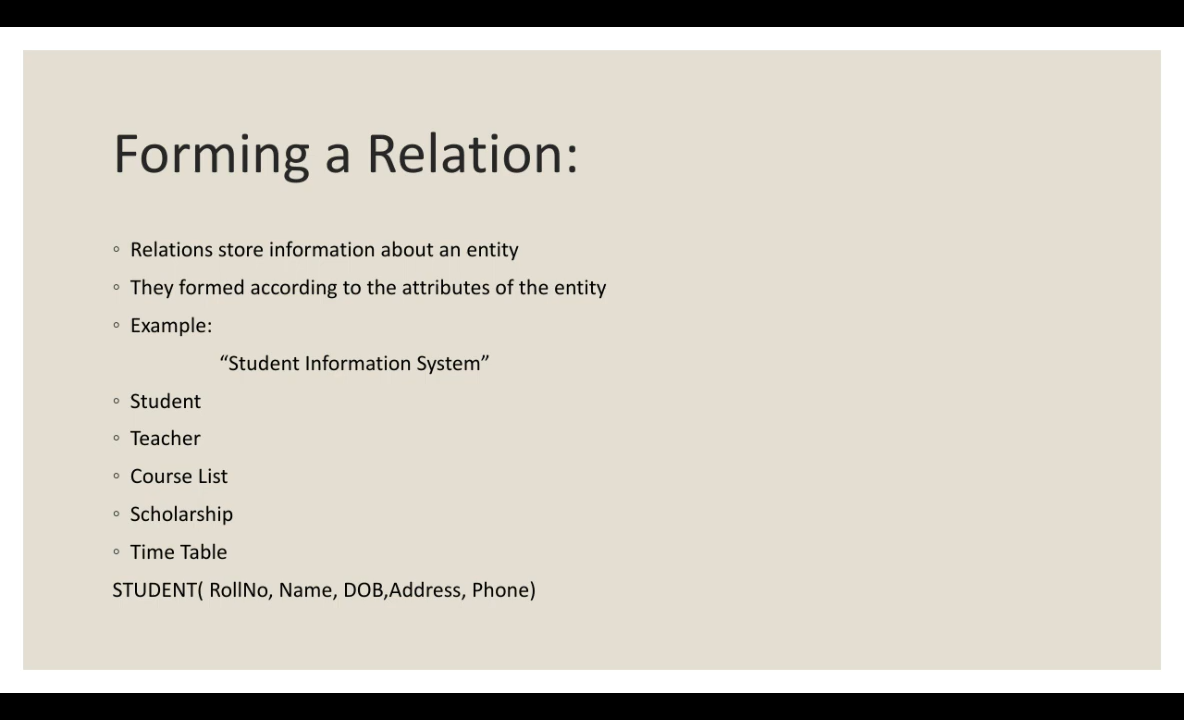 Forming a Relation:
◦ Relations store information about an entity
◦ They formed according to the attributes of the entity
◦ Example:
“Student Information System”
◦ Student
◦ Teacher
◦ Course List
◦ Scholarship
◦ Time Table
STUDENT( RollNo, Name, DOB,Address, Phone)